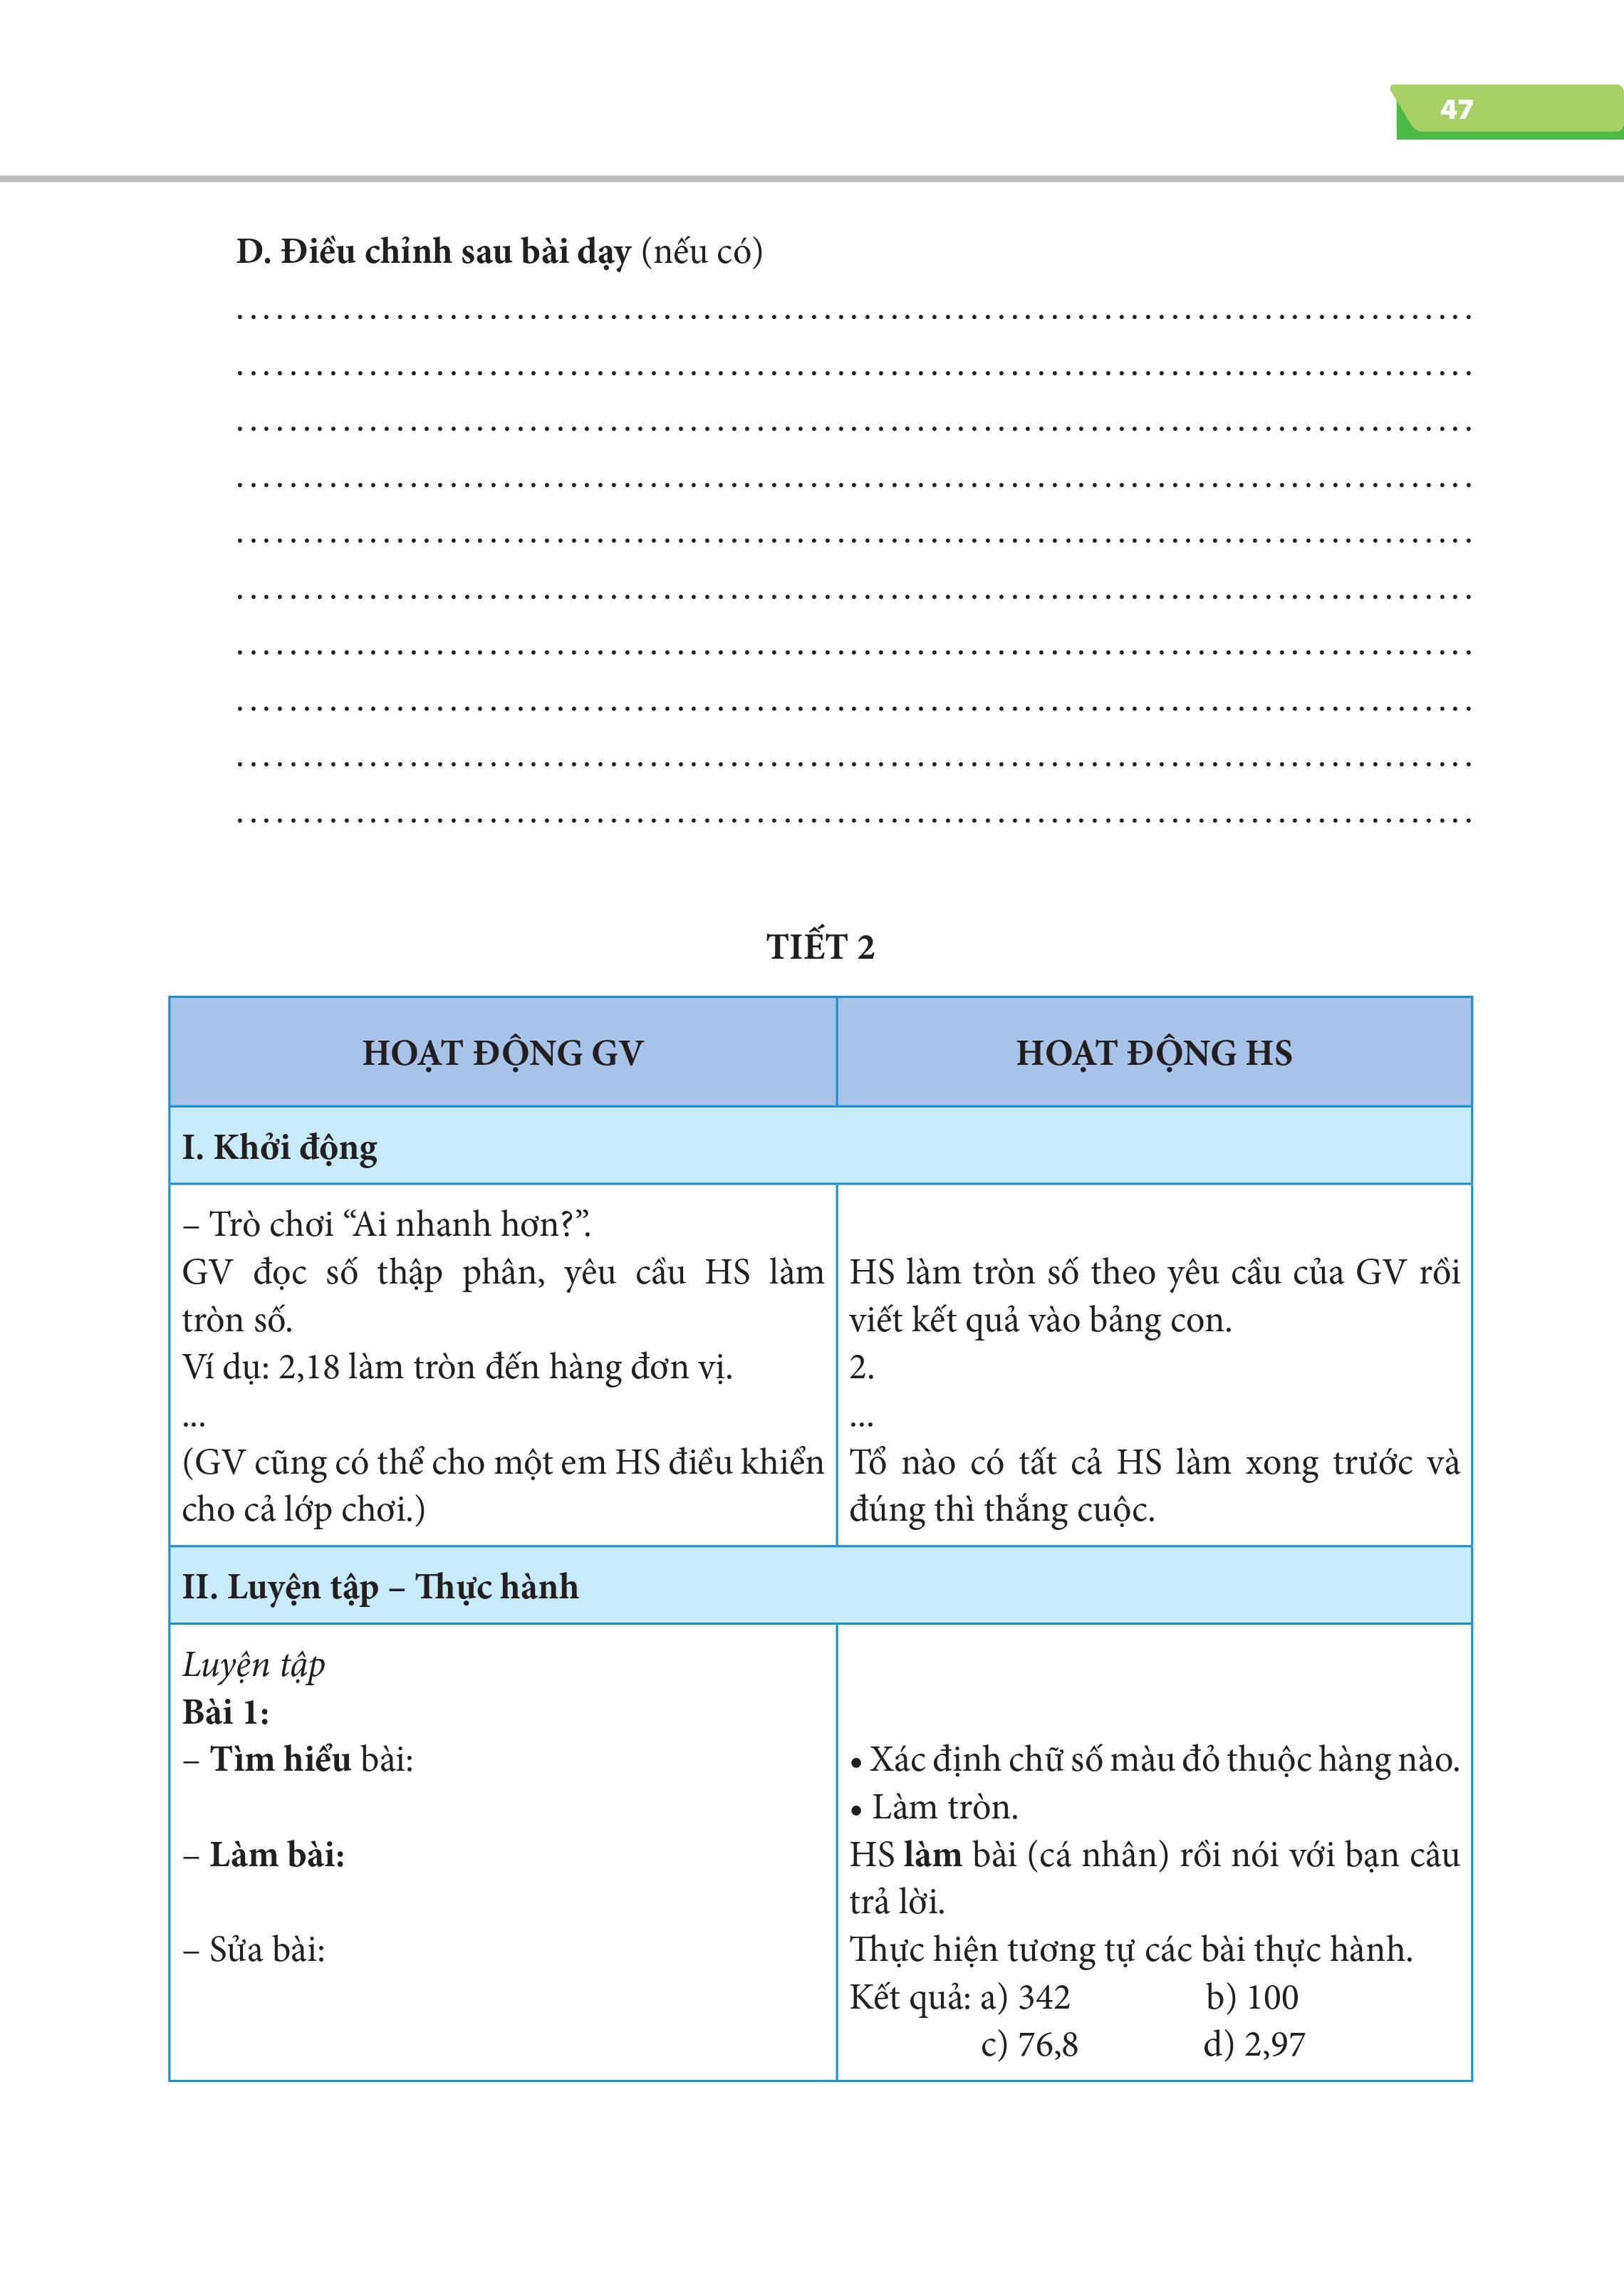 47
D. Điều chỉnh sau bài dạy (nếu có)
................................................................................
................................................................................
................................................................................
................................................................................
................................................................................
................................................................................
................................................................................
................................................................................
................................................................................
................................................................................
TIẾT 2
HOẠT ĐỘNG GV
HOẠT ĐỘNG HS
I. Khởi động
– Trò chơi “Ai nhanh hơn?”.
GV đọc số thập phân, yêu cầu HS làm
tròn số.
Ví dụ: 2,18 làm tròn đến hàng đơn vị.
...
(GV cũng có thể cho một em HS điều khiển
cho cả lớp chơi.)
HS làm tròn số theo yêu cầu của GV rồi
viết kết quả vào bảng con.
2.
...
Tổ nào có tất cả HS làm xong trước và
đúng thì thắng cuộc.
II. Luyện tập – Thực hành
Luyện tập
Bài 1:
– Tìm hiểu bài:
– Làm bài:
– Sửa bài:
• Xác định chữ số màu đỏ thuộc hàng nào.
• Làm tròn.
HS làm bài (cá nhân) rồi nói với bạn câu
trả lời.
Thực hiện tương tự các bài thực hành.
Kết quả: a) 342 b) 100
c) 76,8 d) 2,97